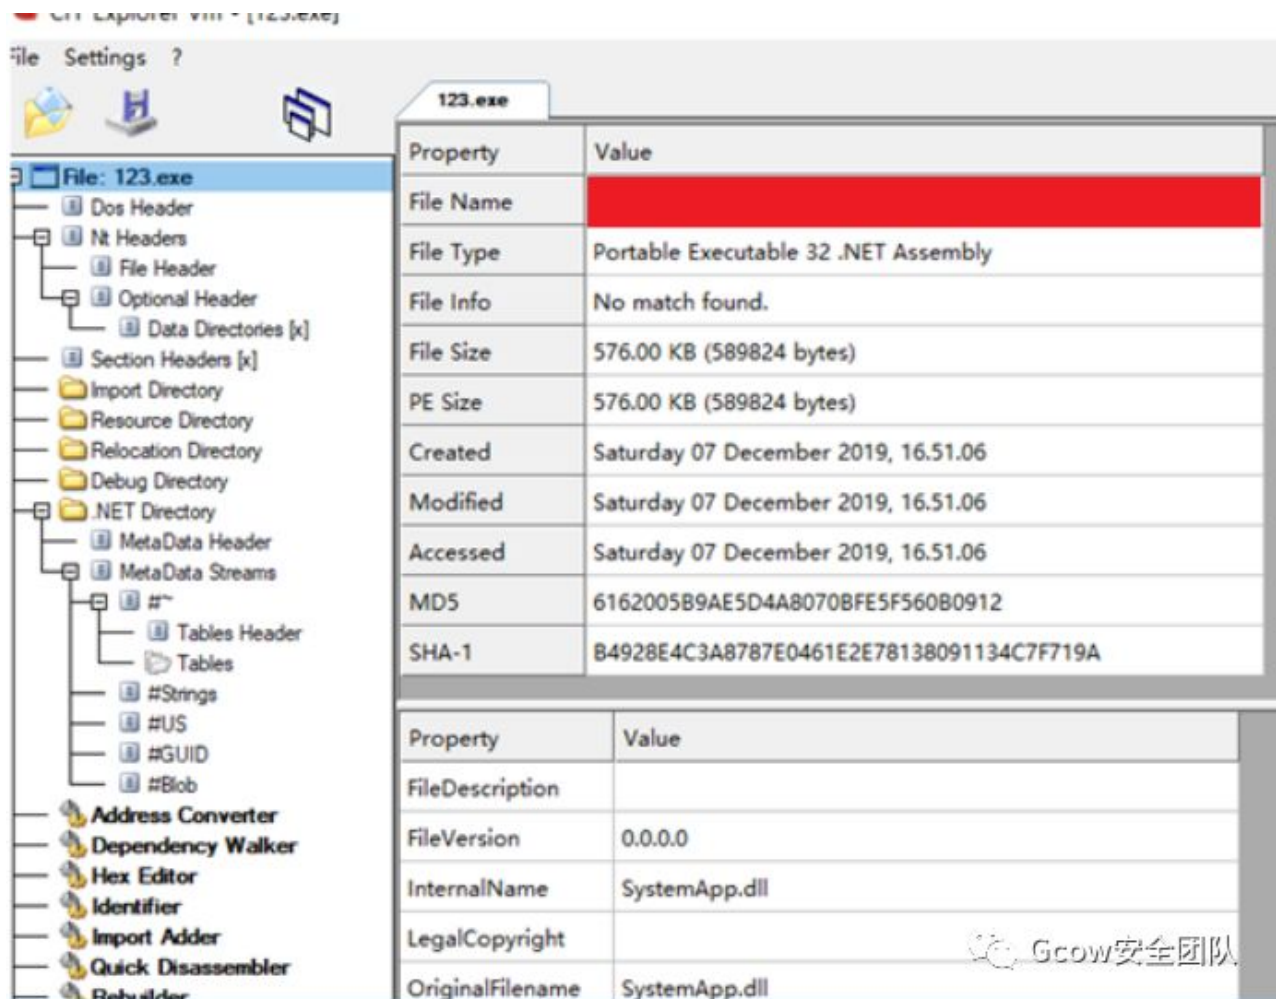 CFF Explorer VIII - [123.exe]
File Settings ?
123.exe
File: 123.exe
Dos Header
Nt Headers
File Header
Optional Header
Data Directories [x]
Section Headers [x]
Import Directory
Resource Directory
Relocation Directory
Debug Directory
.NET Directory
MetaData Header
MetaData Streams
#~
Tables Header
Tables
#Strings
#US
#GUID
#Blob
Address Converter
Dependency Walker
Hex Editor
Identifier
Import Adder
Quick Disassembler
Rebuilder
Property Value
File Name
File Type Portable Executable 32 .NET Assembly
File Info No match found.
File Size 576.00 KB (589824 bytes)
PE Size 576.00 KB (589824 bytes)
Created Saturday 07 December 2019, 16.51.06
Modified Saturday 07 December 2019, 16.51.06
Accessed Saturday 07 December 2019, 16.51.06
MD5 6162005B9AE5D4A8070BFE5F560B0912
SHA-1 B4928E4C3A8787E0461E2E78138091134C7F719A
Property Value
FileDescription
FileVersion 0.0.0.0
InternalName SystemApp.dll
LegalCopyright
OriginalFilename SystemApp.dll
Gcow安全团队